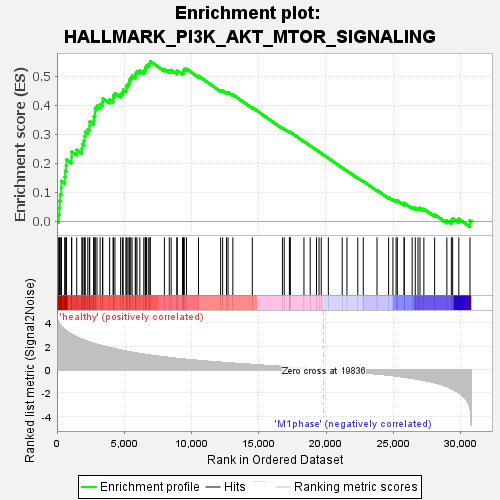 Enrichment plot:
HALLMARK_PI3K_AKT_MTOR_SIGNALING
Enrichment score (ES)
0.5
0.4
0.3
0.2
0.1
0.0
'healthy' (positively correlated)
Ranked list metric (Signal2Noise)
4
2
0
-2
-4
Zero cross at 19836
'M1phase' (negatively correlated)
0 5,000 10,000 15,000 20,000 25,000 30,000
Rank in Ordered Dataset
Enrichment profile Hits Ranking metric scores